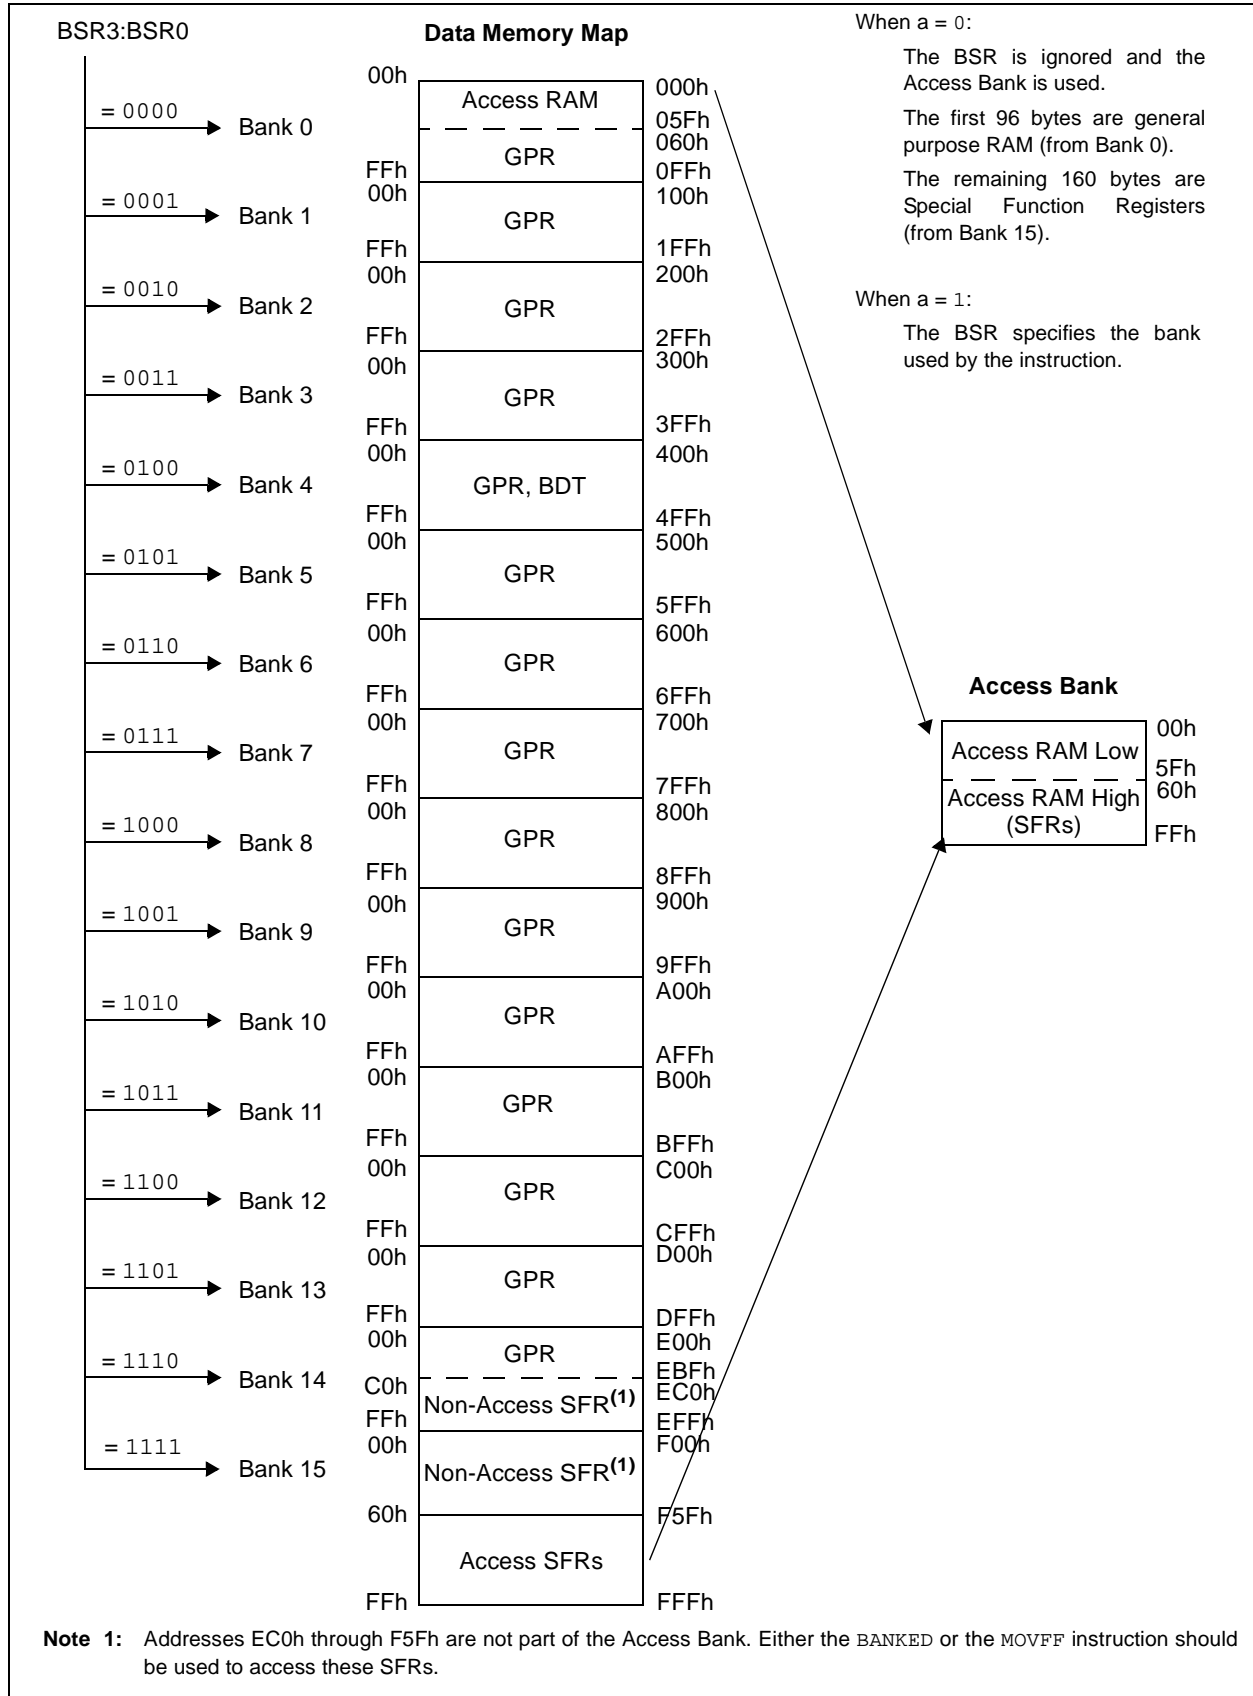 BSR3:BSR0
Data Memory Map
When a = 0:
The BSR is ignored and the
Access Bank is used.
The first 96 bytes are general
purpose RAM (from Bank 0).
The remaining 160 bytes are
Special Function Registers
(from Bank 15).
When a = 1:
The BSR specifies the bank
used by the instruction.
= 0000
Bank 0
00h
Access RAM
000h
05Fh
060h
GPR
FFh
0FFh
= 0001
Bank 1
00h
100h
GPR
FFh
1FFh
= 0010
Bank 2
00h
200h
GPR
FFh
2FFh
= 0011
Bank 3
00h
300h
GPR
FFh
3FFh
= 0100
Bank 4
00h
400h
GPR, BDT
FFh
4FFh
= 0101
Bank 5
00h
500h
GPR
FFh
5FFh
= 0110
Bank 6
00h
600h
GPR
FFh
6FFh
= 0111
Bank 7
00h
700h
GPR
FFh
7FFh
= 1000
Bank 8
00h
800h
GPR
FFh
8FFh
= 1001
Bank 9
00h
900h
GPR
FFh
9FFh
= 1010
Bank 10
00h
A00h
GPR
FFh
AFFh
= 1011
Bank 11
00h
B00h
GPR
FFh
BFFh
= 1100
Bank 12
00h
C00h
GPR
FFh
CFFh
= 1101
Bank 13
00h
D00h
GPR
FFh
DFFh
= 1110
Bank 14
00h
E00h
GPR
EBFh
C0h
EC0h
Non-Access SFR(1)
FFh
EFFh
= 1111
Bank 15
00h
F00h
Non-Access SFR(1)
60h
F5Fh
Access SFRs
FFh
FFFh
Access Bank
00h
Access RAM Low
5Fh
60h
Access RAM High
(SFRs)
FFh
Note 1: Addresses EC0h through F5Fh are not part of the Access Bank. Either the BANKED or the MOVFF instruction should
be used to access these SFRs.